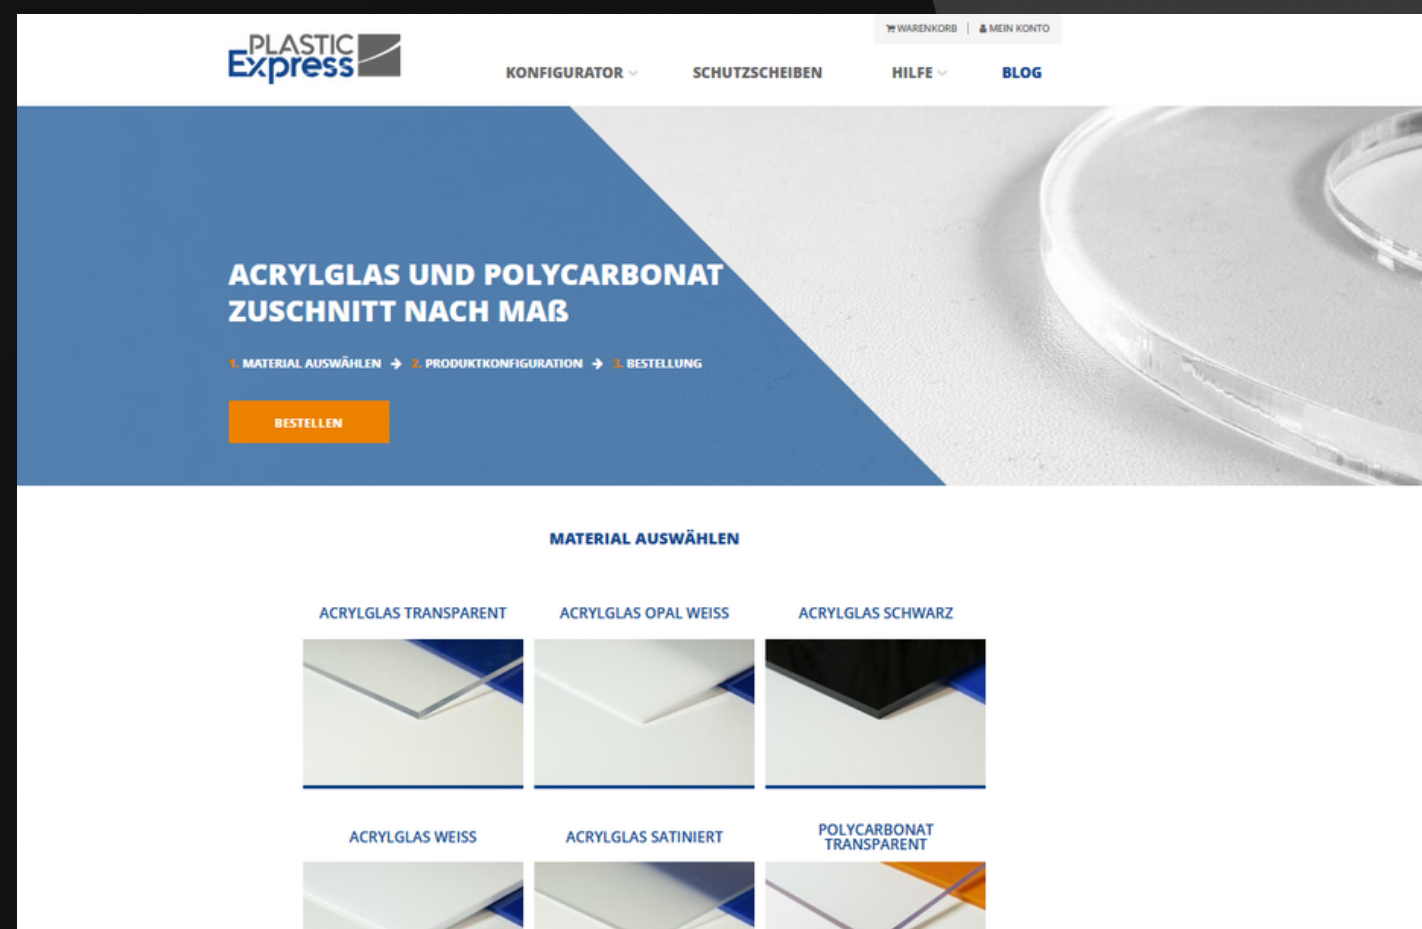 PLASTIC
Express
WARENKORB | MEIN KONTO
KONFIGURATOR SCHUTZSCHEIBEN HILFE BLOG
ACRYLGLAS UND POLYCARBONAT
ZUSCHNITT NACH MAß
1. MATERIAL AUSWÄHLEN → 2. PRODUKTKONFIGURATION → 3. BESTELLUNG
BESTELLEN
MATERIAL AUSWÄHLEN
ACRYLGLAS TRANSPARENT ACRYLGLAS OPAL WEISS ACRYLGLAS SCHWARZ
ACRYLGLAS WEISS ACRYLGLAS SATINIERT POLYCARBONAT
TRANSPARENT